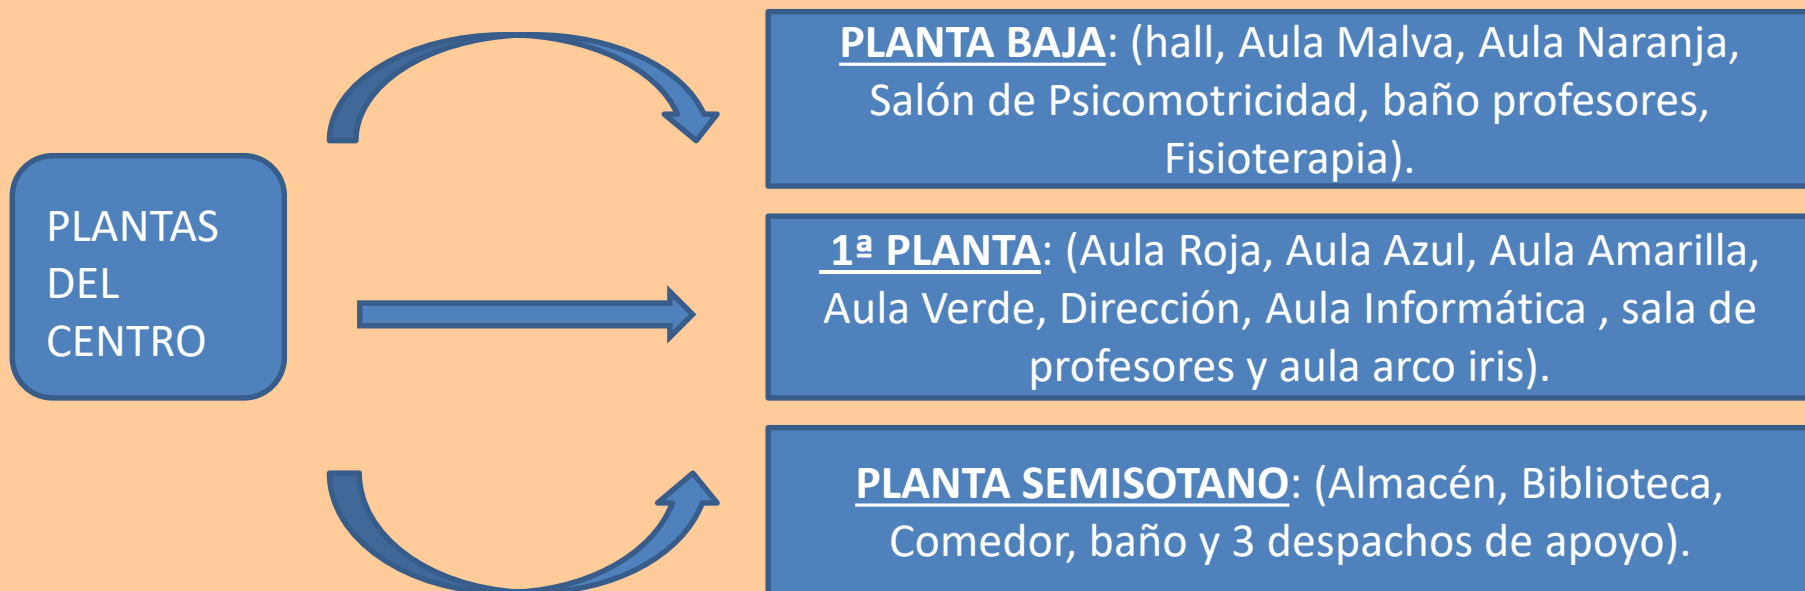 PLANTAS
DEL
CENTRO
PLANTA BAJA: (hall, Aula Malva, Aula Naranja,
Salón de Psicomotricidad, baño profesores,
Fisioterapia).
1ª PLANTA: (Aula Roja, Aula Azul, Aula Amarilla,
Aula Verde, Dirección, Aula Informática , sala de
profesores y aula arco iris).
PLANTA SEMISOTANO: (Almacén, Biblioteca,
Comedor, baño y 3 despachos de apoyo).